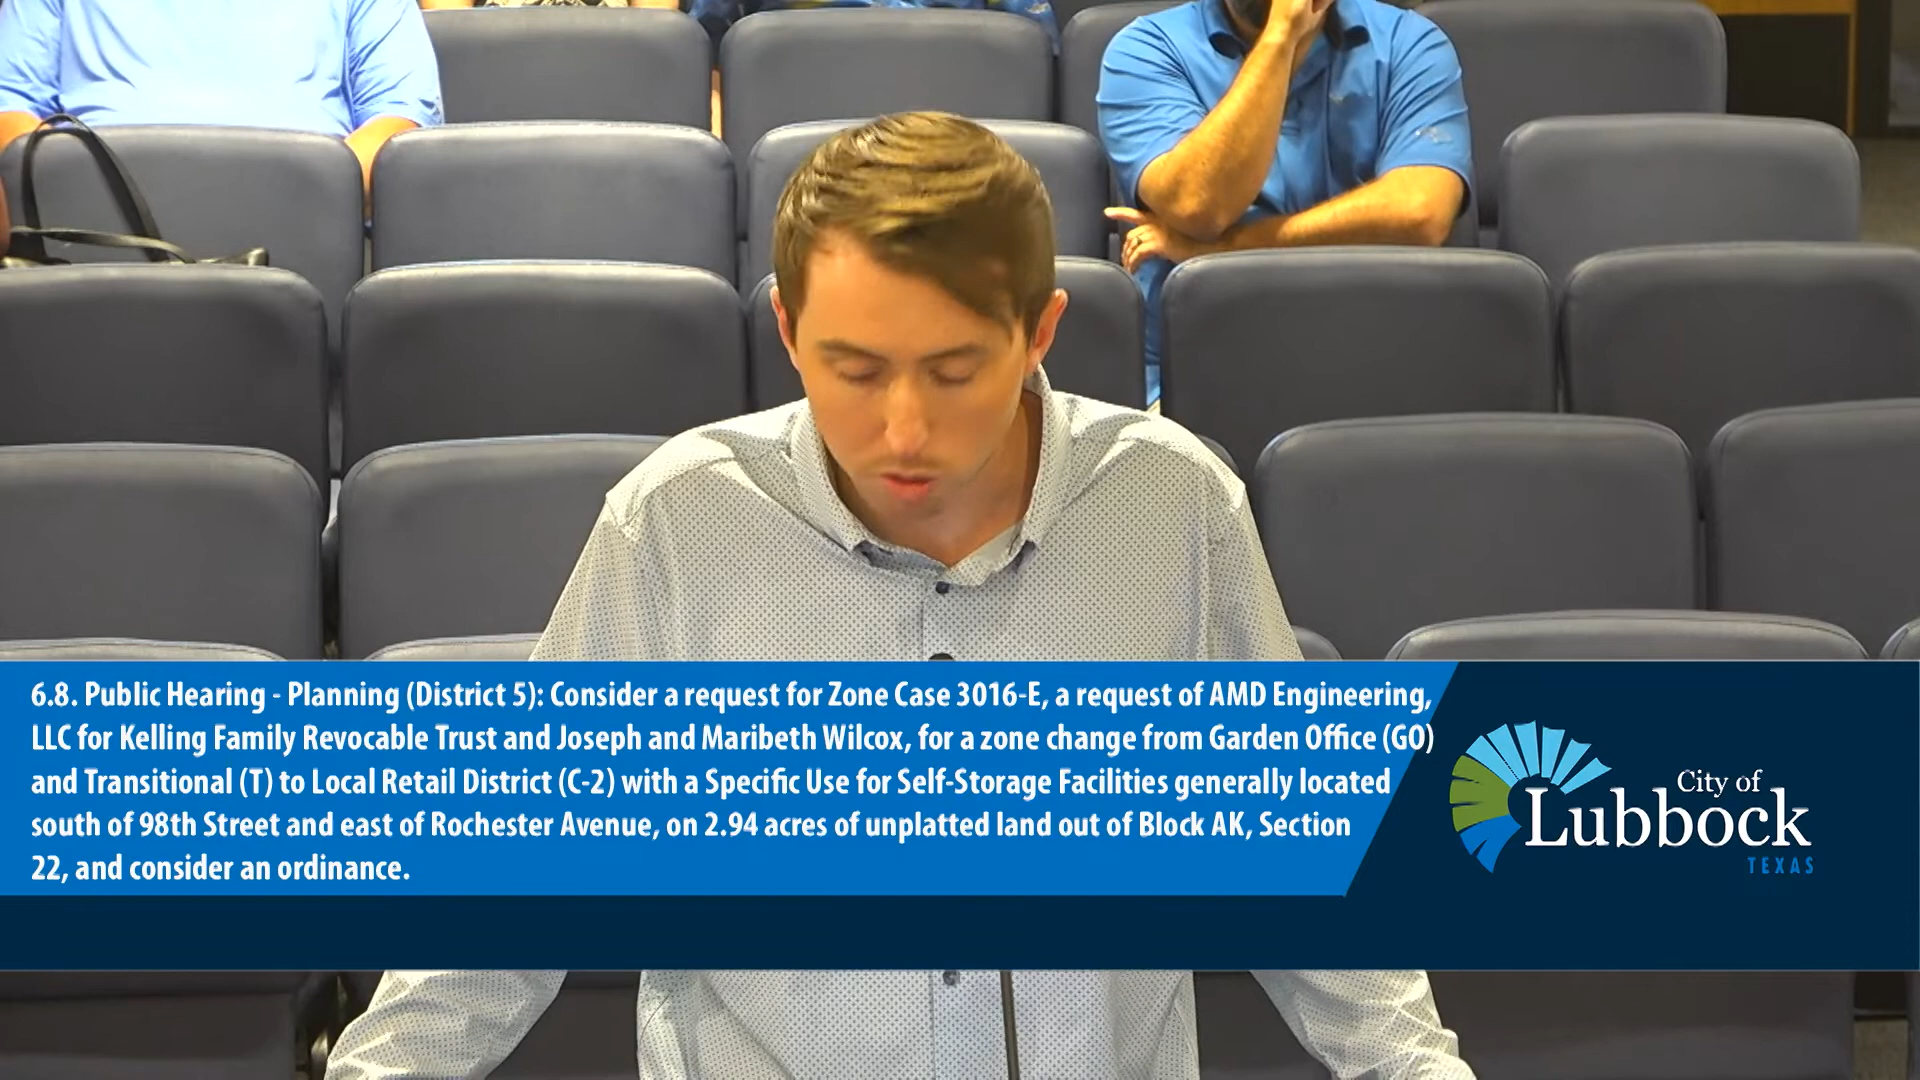 6.8. Public Hearing - Planning (District 5): Consider a request for Zone Case 3016-E, a request of AMD Engineering,
LLC for Kelling Family Revocable Trust and Joseph and Maribeth Wilcox, for a zone change from Garden Office (GO)
and Transitional (T) to Local Retail District (C-2) with a Specific Use for Self-Storage Facilities generally located
south of 98th Street and east of Rochester Avenue, on 2.94 acres of unplatted land out of Block AK, Section
22, and consider an ordinance.
City of
Lubbock
TEXAS